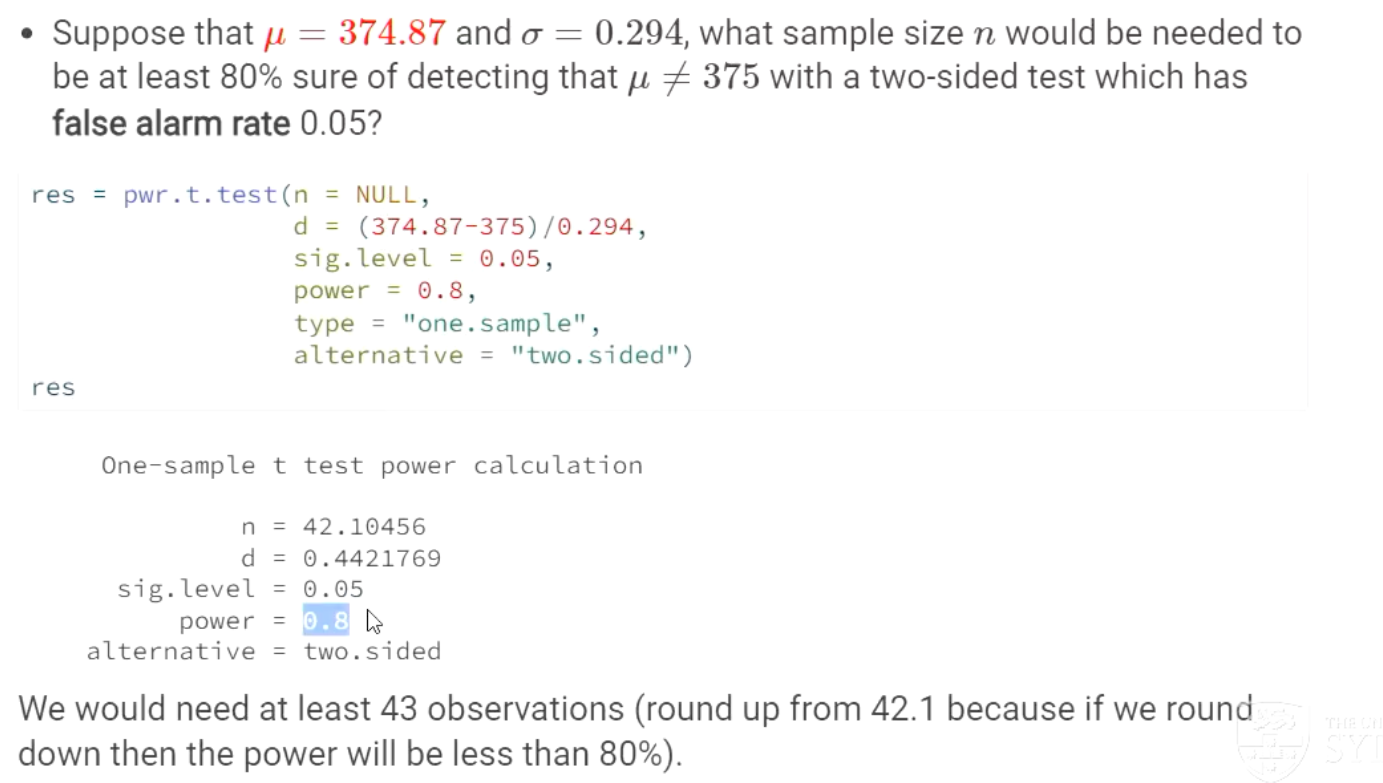 • Suppose that μ = 374.87 and σ = 0.294, what sample size n would be needed to
be at least 80% sure of detecting that μ ≠ 375 with a two-sided test which has
false alarm rate 0.05?
res = pwr.t.test(n = NULL,
d = (374.87-375)/0.294,
sig.level = 0.05,
power = 0.8,
type = "one.sample",
alternative = "two.sided")
res
One-sample t test power calculation
n = 42.10456
d = 0.4421769
sig.level = 0.05
power = 0.8
alternative = two.sided
We would need at least 43 observations (round up from 42.1 because if we round
down then the power will be less than 80%).